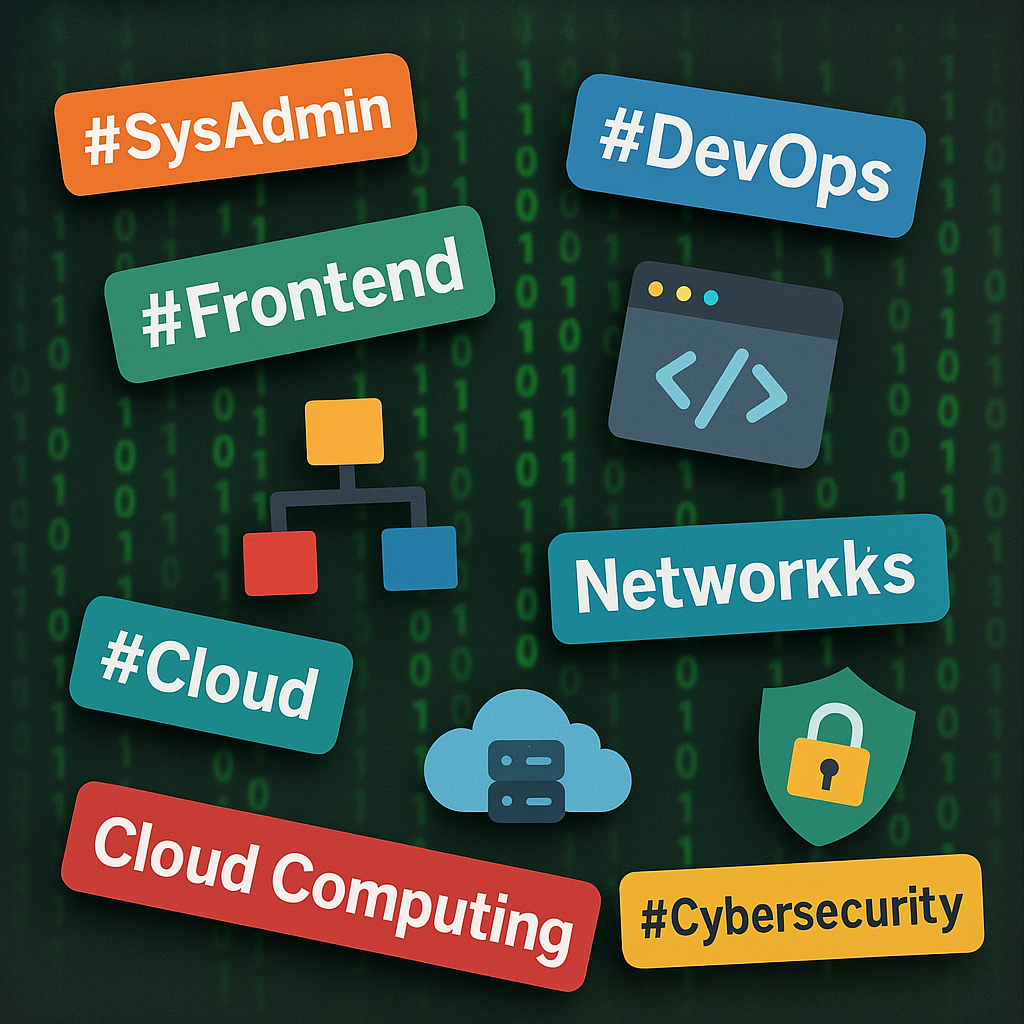 #SysAdmin
#DevOps
#Frontend
</>
Networkks
#Cloud
Cloud Computing
#Cybersecurity